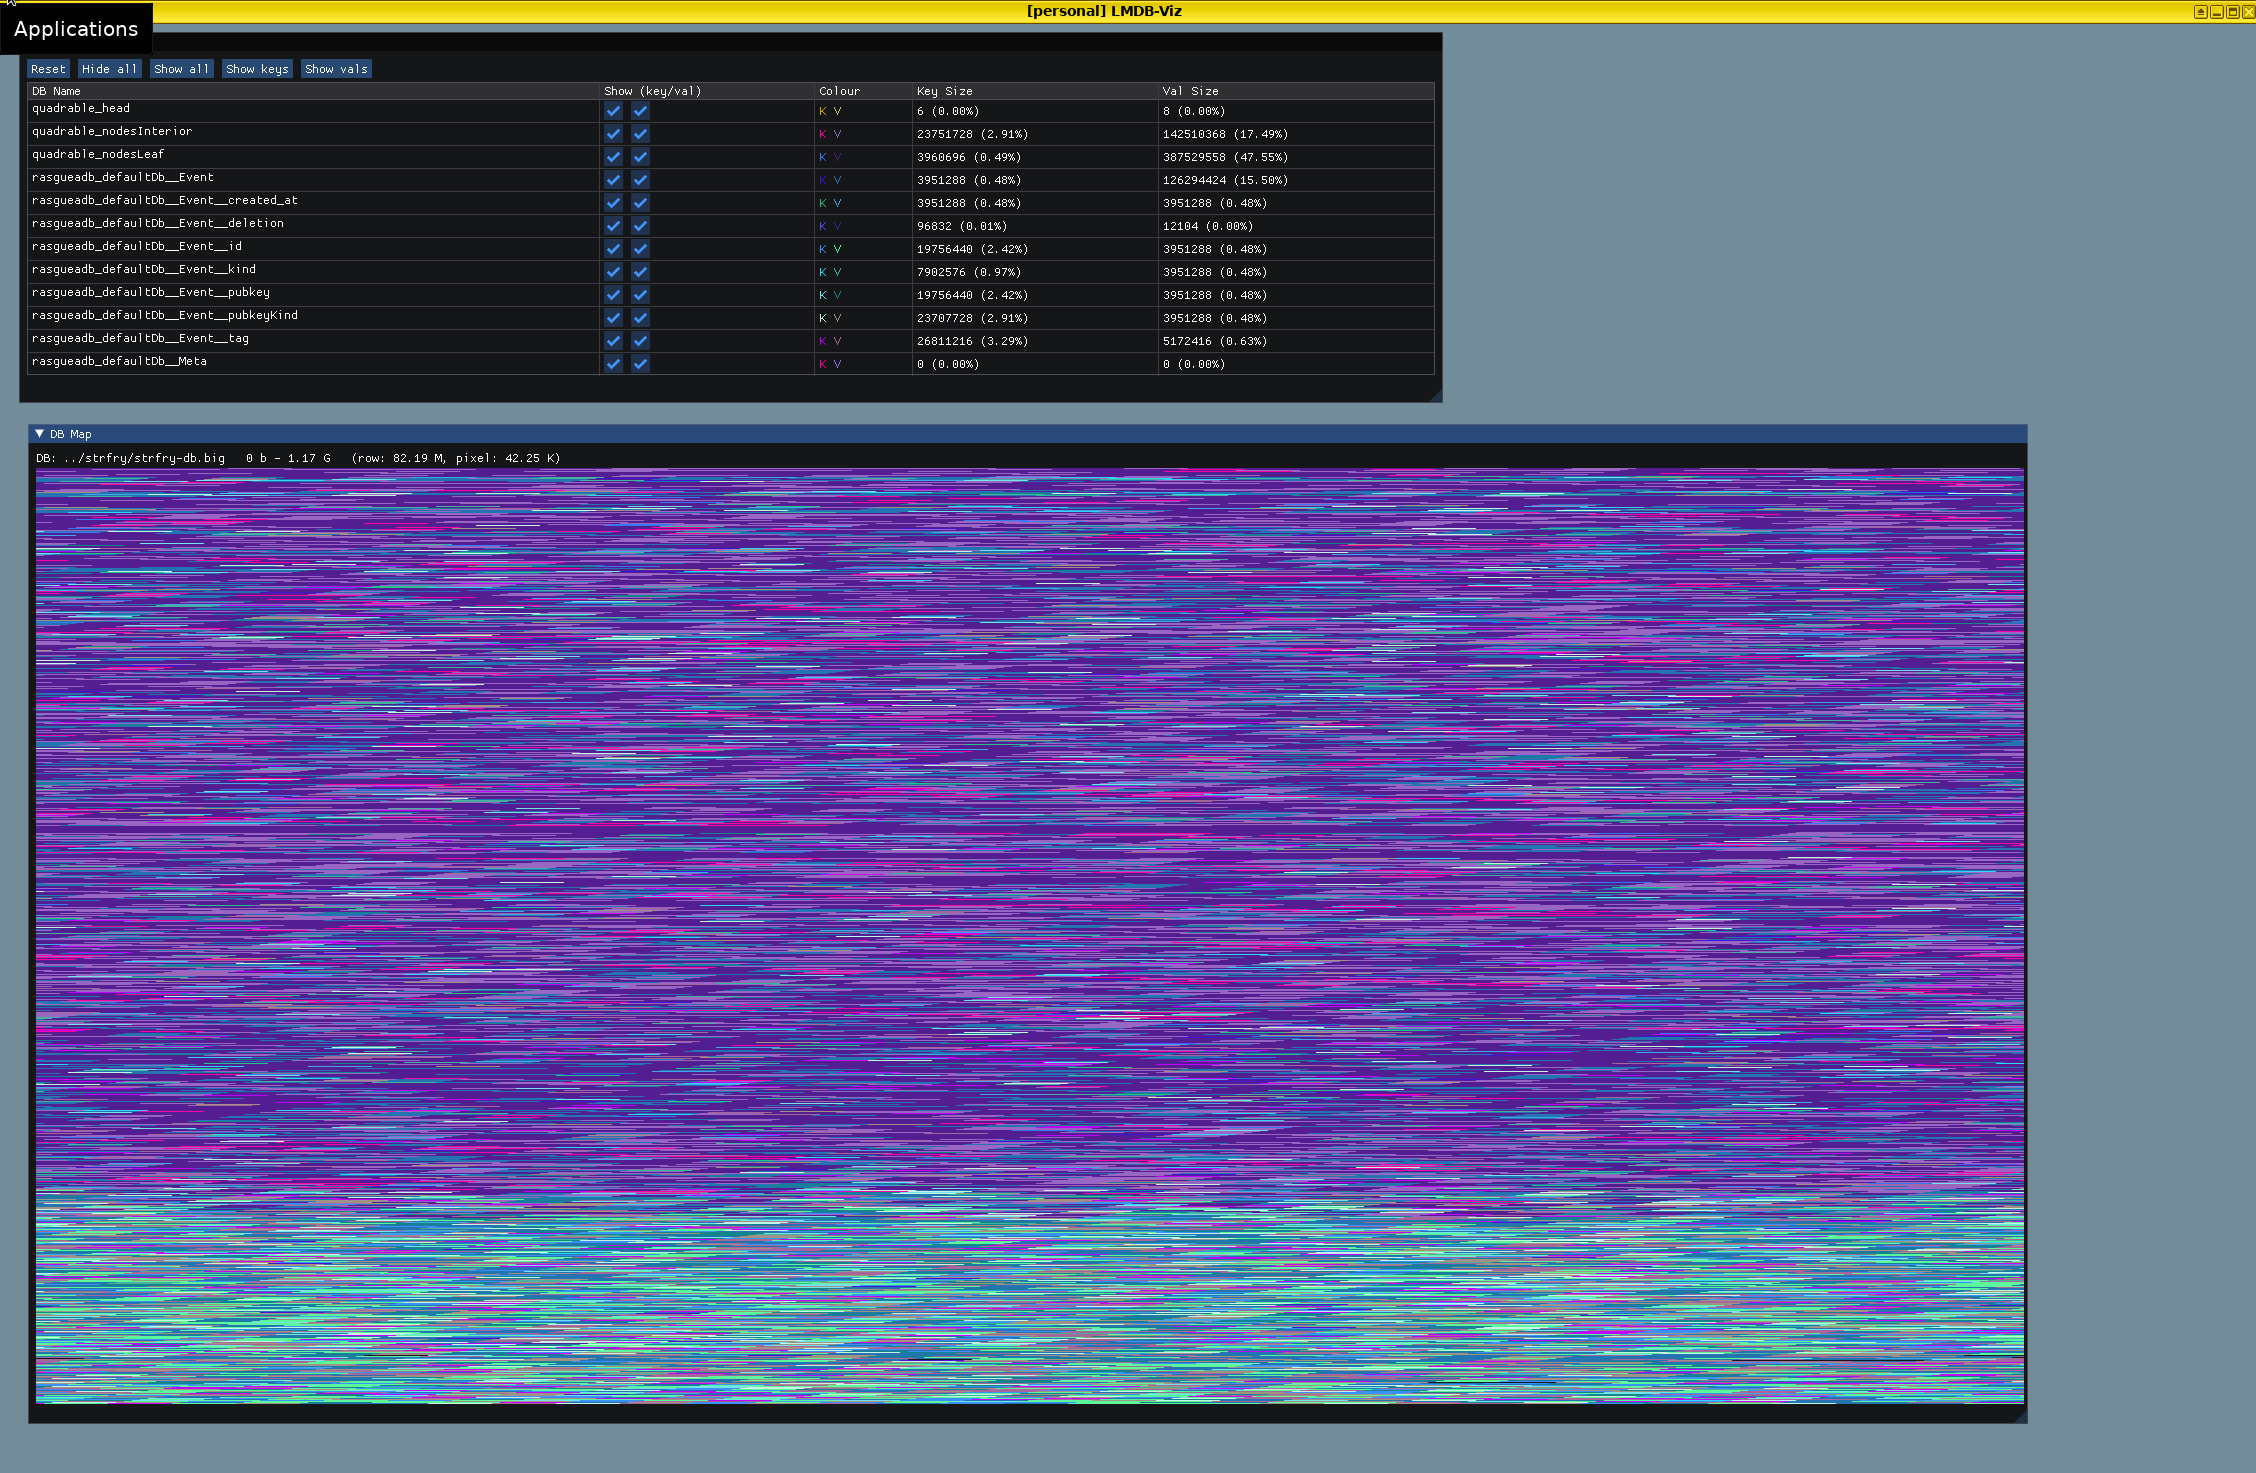 [personal] LMDB-Viz
Applications
Reset Hide all Show all Show keys Show vals
DB Name Show (key/val) Colour Key Size Val Size
quadrable_head K V 6 (0.00%) 8 (0.00%)
quadrable_nodesInterior K V 23751728 (2.91%) 142510368 (17.49%)
quadrable_nodesLeaf K V 3960696 (0.49%) 387529558 (47.55%)
rasgueadb_defaultDb__Event K V 3951288 (0.48%) 126294424 (15.50%)
rasgueadb_defaultDb__Event__created_at K V 3951288 (0.48%) 3951288 (0.48%)
rasgueadb_defaultDb__Event__deletion K V 96832 (0.01%) 12104 (0.00%)
rasgueadb_defaultDb__Event__id K V 19756440 (2.42%) 3951288 (0.48%)
rasgueadb_defaultDb__Event__kind K V 7902576 (0.97%) 3951288 (0.48%)
rasgueadb_defaultDb__Event__pubkey K V 19756440 (2.42%) 3951288 (0.48%)
rasgueadb_defaultDb__Event__pubkeyKind K V 23707728 (2.91%) 3951288 (0.48%)
rasgueadb_defaultDb__Event__tag K V 26811216 (3.29%) 5172416 (0.63%)
rasgueadb_defaultDb__Meta K V 0 (0.00%) 0 (0.00%)
DB Map
DB: ../strfry/strfry-db.big 0 b - 1.17 G (row: 82.19 M, pixel: 42.25 K)